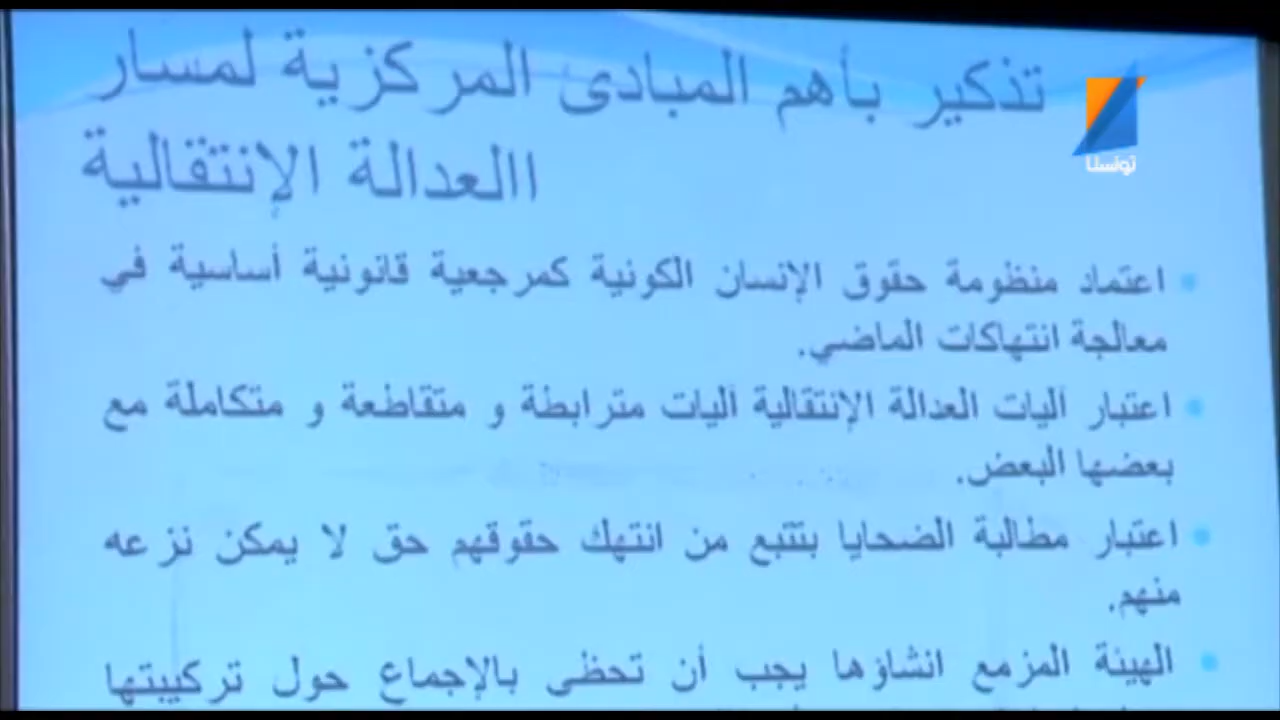 تذكير بأهم المبادئ المركزية لمسار
االعدالة الإنتقالية
تونسنا
اعتماد منظومة حقوق الإنسان الكونية كمرجعية قانونية أساسية في
معالجة انتهاكات الماضي.
اعتبار أليات العدالة الإنتقالية أليات مترابطة و متقاطعة و متكاملة مع
بعضها البعض.
اعتبار مطالبة الضحايا بتتبع من انتهك حقوقهم حق لا يمكن نزعه
منهم.
الهيئة المزمع انشاؤها يجب أن تحظى بالإجماع حول تركيبتها